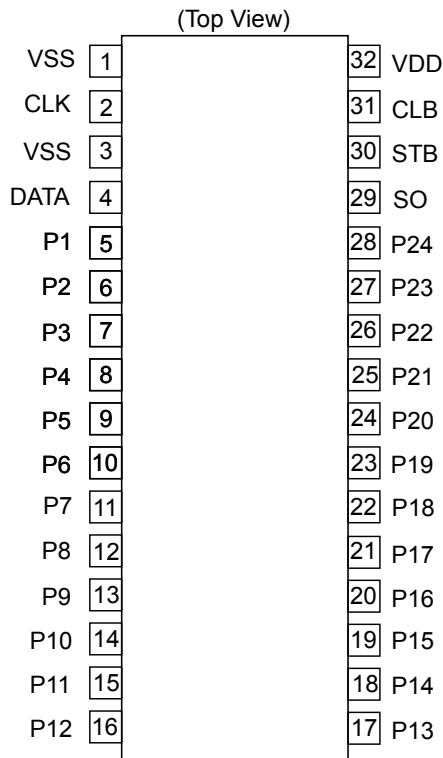 (Top View)
VSS 1 32 VDD
CLK 2 31 CLB
VSS 3 30 STB
DATA 4 29 SO
P1 5 28 P24
P2 6 27 P23
P3 7 26 P22
P4 8 25 P21
P5 9 24 P20
P6 10 23 P19
P7 11 22 P18
P8 12 21 P17
P9 13 20 P16
P10 14 19 P15
P11 15 18 P14
P12 16 17 P13